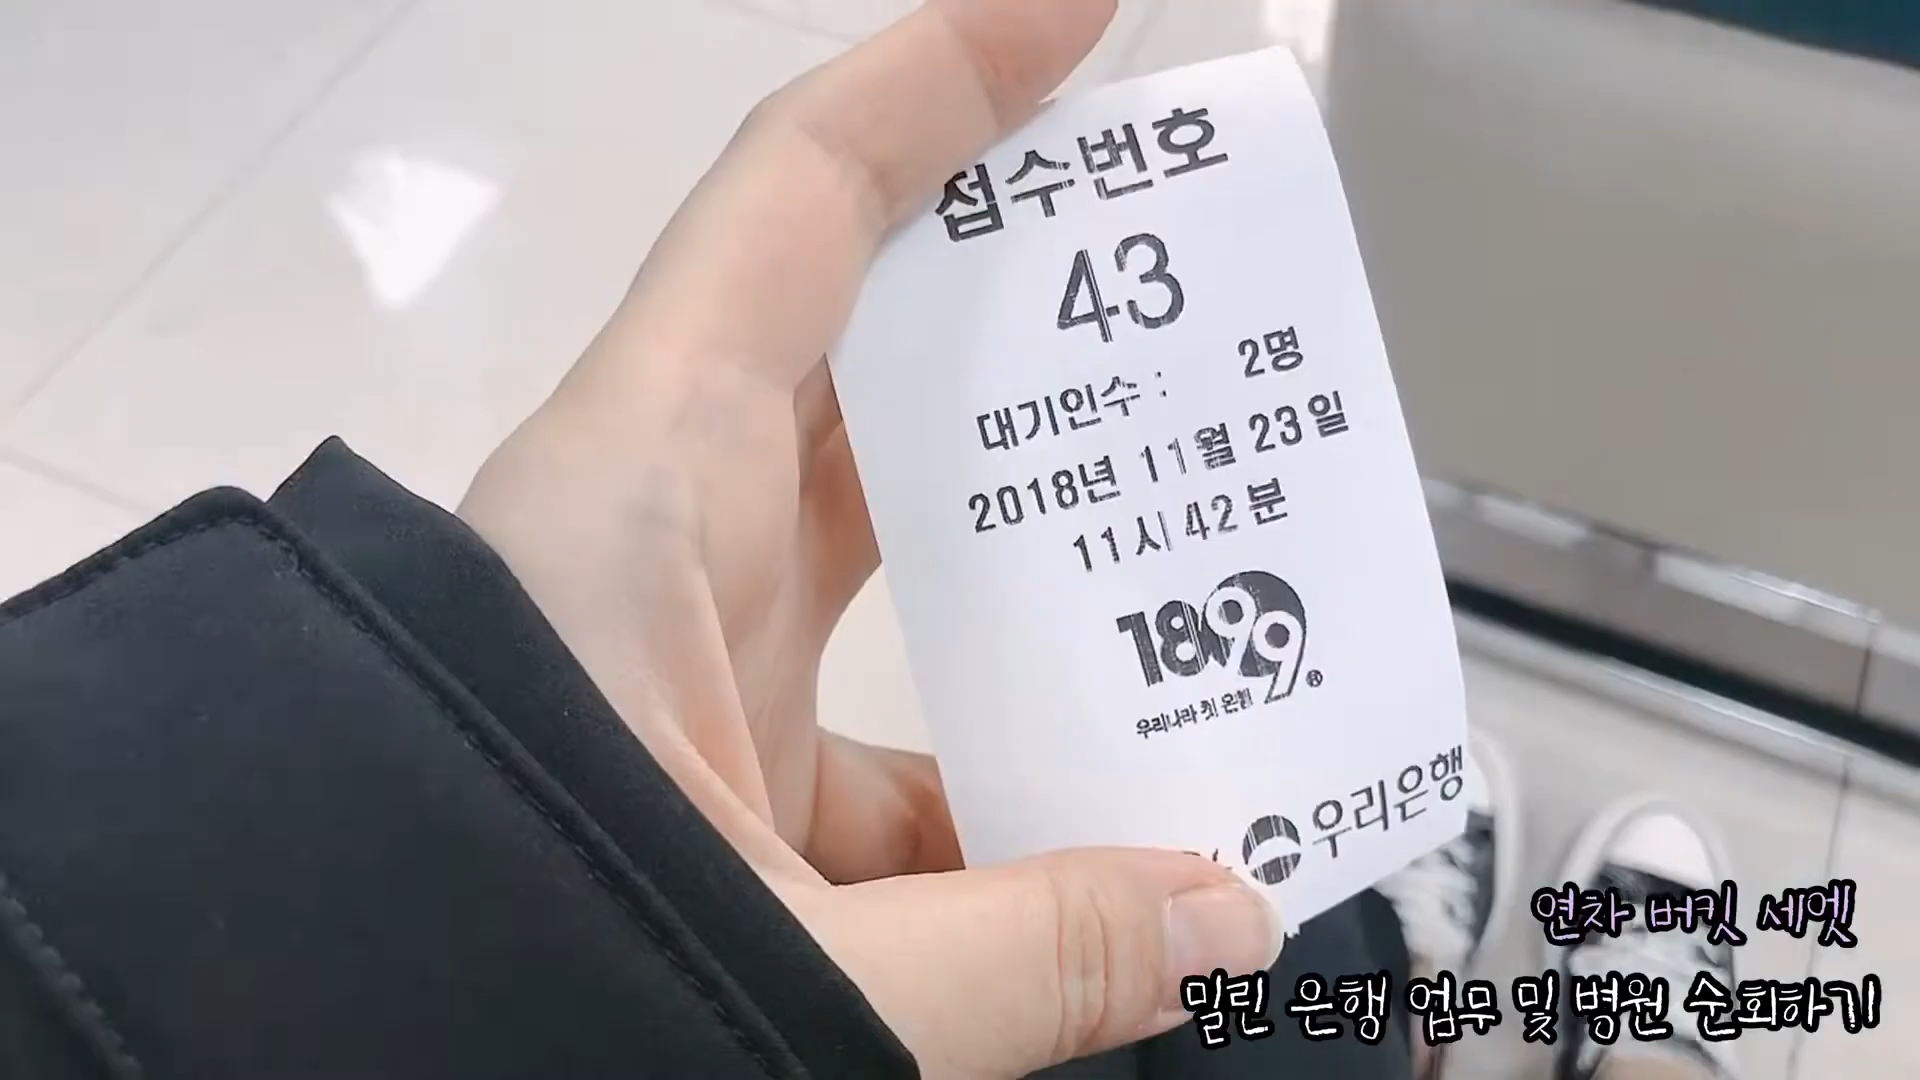 접수번호
43
대기인수 : 2명
2018년 11월 23일
11시 42분
1899®
우리나라 첫 은행
우리은행
연차 버킷 세엣
밀린 은행 업무 및 병원 순회하기